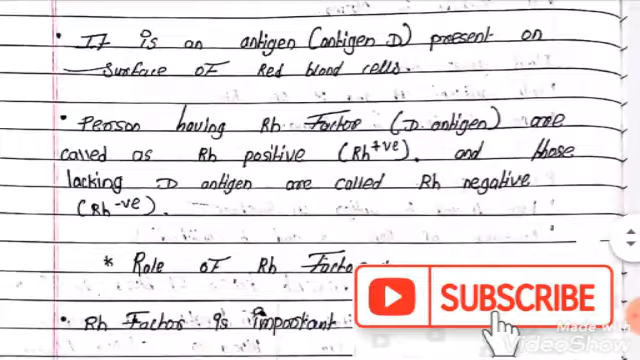 • It is an antigen (antigen D) present on
surface of Red blood cells.
• Person having Rh Factor (D. antigen) are
called as Rh positive (Rh+ve). and those
lacking D antigen are called Rh negative
(Rh-ve).
* Role of Rh Factor
• Rh Factor is important
SUBSCRIBE
Made with
VideoShow